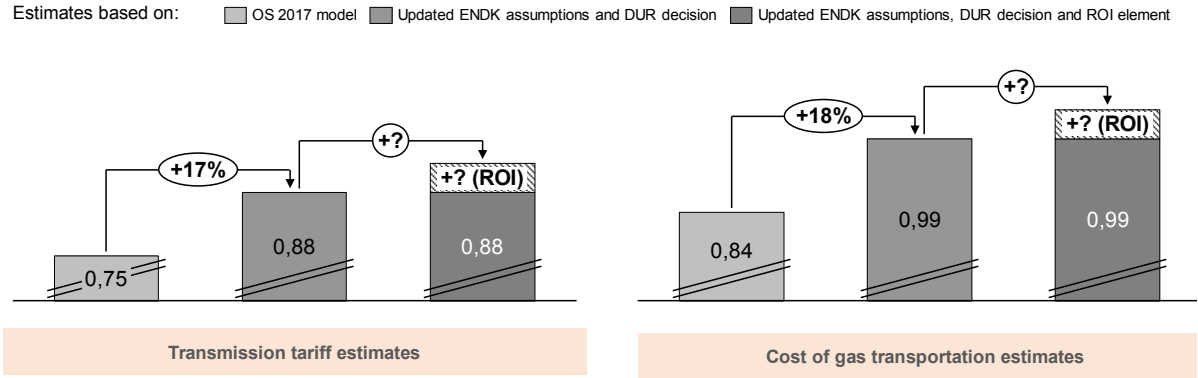 Estimates based on: OS 2017 model Updated ENDK assumptions and DUR decision Updated ENDK assumptions, DUR decision and ROI element
+17%
+?
+? (ROI)
0,75
0,88
0,88
Transmission tariff estimates
+18%
+?
+? (ROI)
0,84
0,99
0,99
Cost of gas transportation estimates